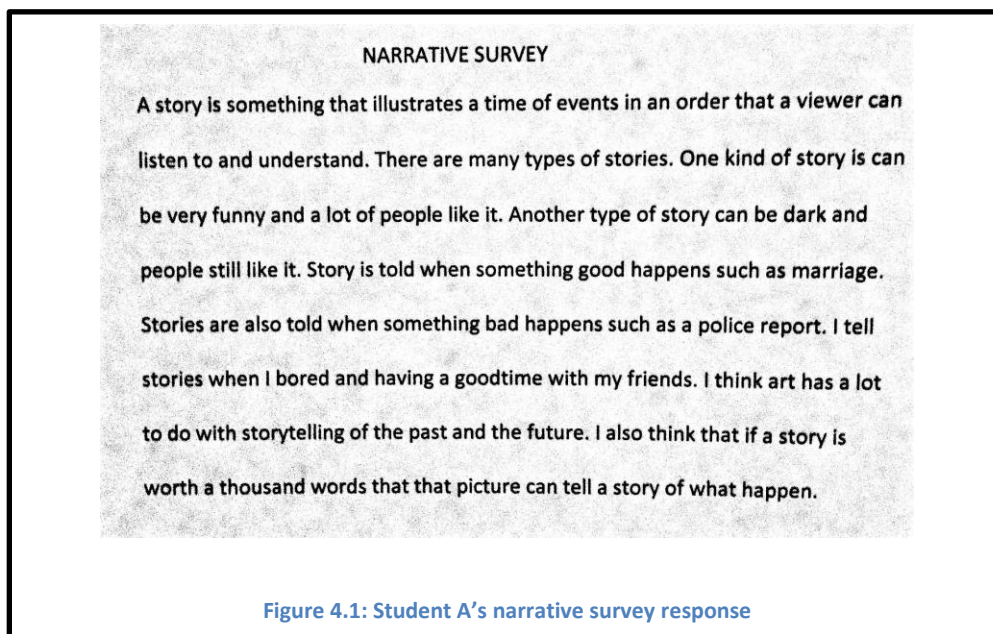 NARRATIVE SURVEY
A story is something that illustrates a time of events in an order that a viewer can
listen to and understand. There are many types of stories. One kind of story is can
be very funny and a lot of people like it. Another type of story can be dark and
people still like it. Story is told when something good happens such as marriage.
Stories are also told when something bad happens such as a police report. I tell
stories when I bored and having a goodtime with my friends. I think art has a lot
to do with storytelling of the past and the future. I also think that if a story is
worth a thousand words that that picture can tell a story of what happen.
Figure 4.1: Student A's narrative survey response